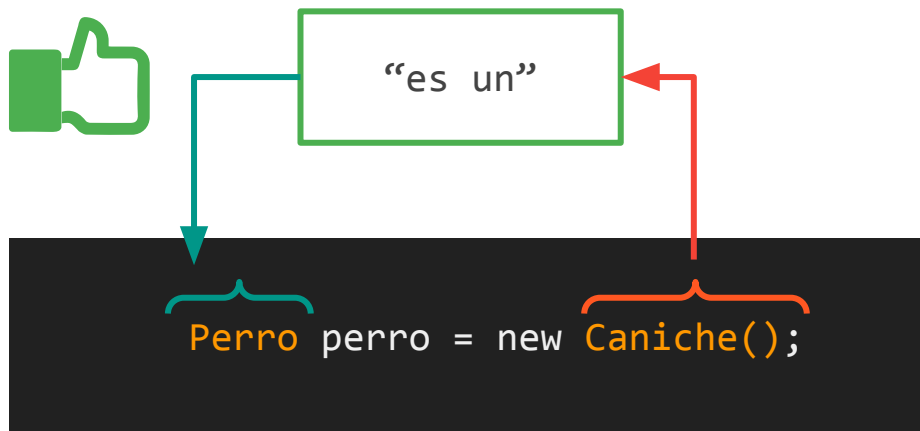 “es un”
Perro perro = new Caniche();